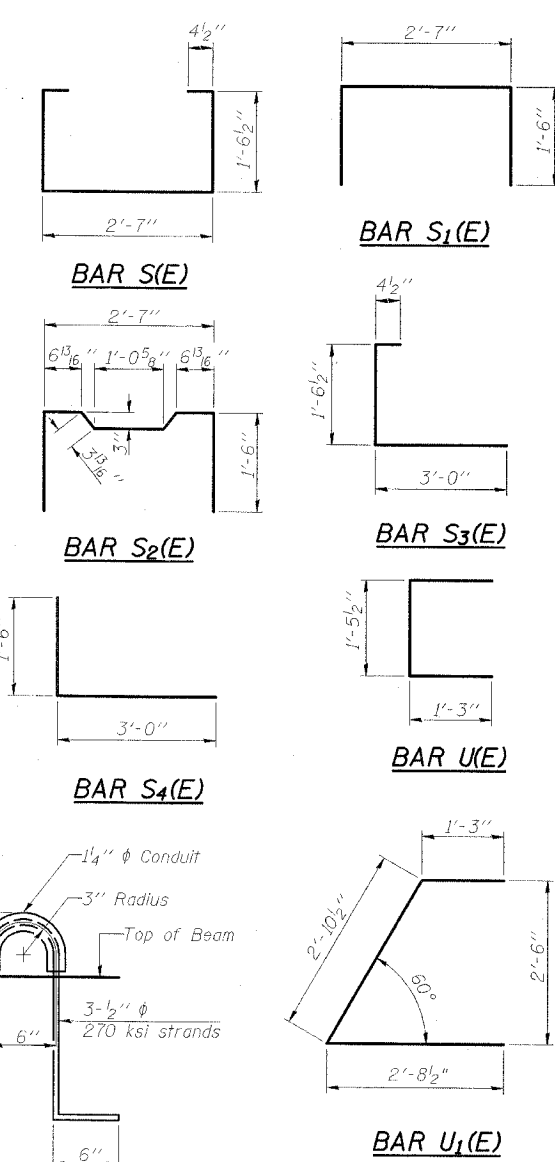 4½"
1'-6½"
2'-7"
BAR S(E)
2'-7"
1'-6"
BAR S1(E)
2'-7"
6 13/16" 1'-0 5/8" 6 13/16"
3 13/16"
3"
1'-6"
BAR S2(E)
4½"
1'-6½"
3'-0"
BAR S3(E)
1'-6"
3'-0"
BAR S4(E)
1'-5½"
1'-3"
BAR U(E)
1¼" φ Conduit
3" Radius
Top of Beam
6"
3-½" φ
270 ksi strands
6"
1'-3"
2'-10½"
60°
2'-6"
2'-8½"
BAR U1(E)